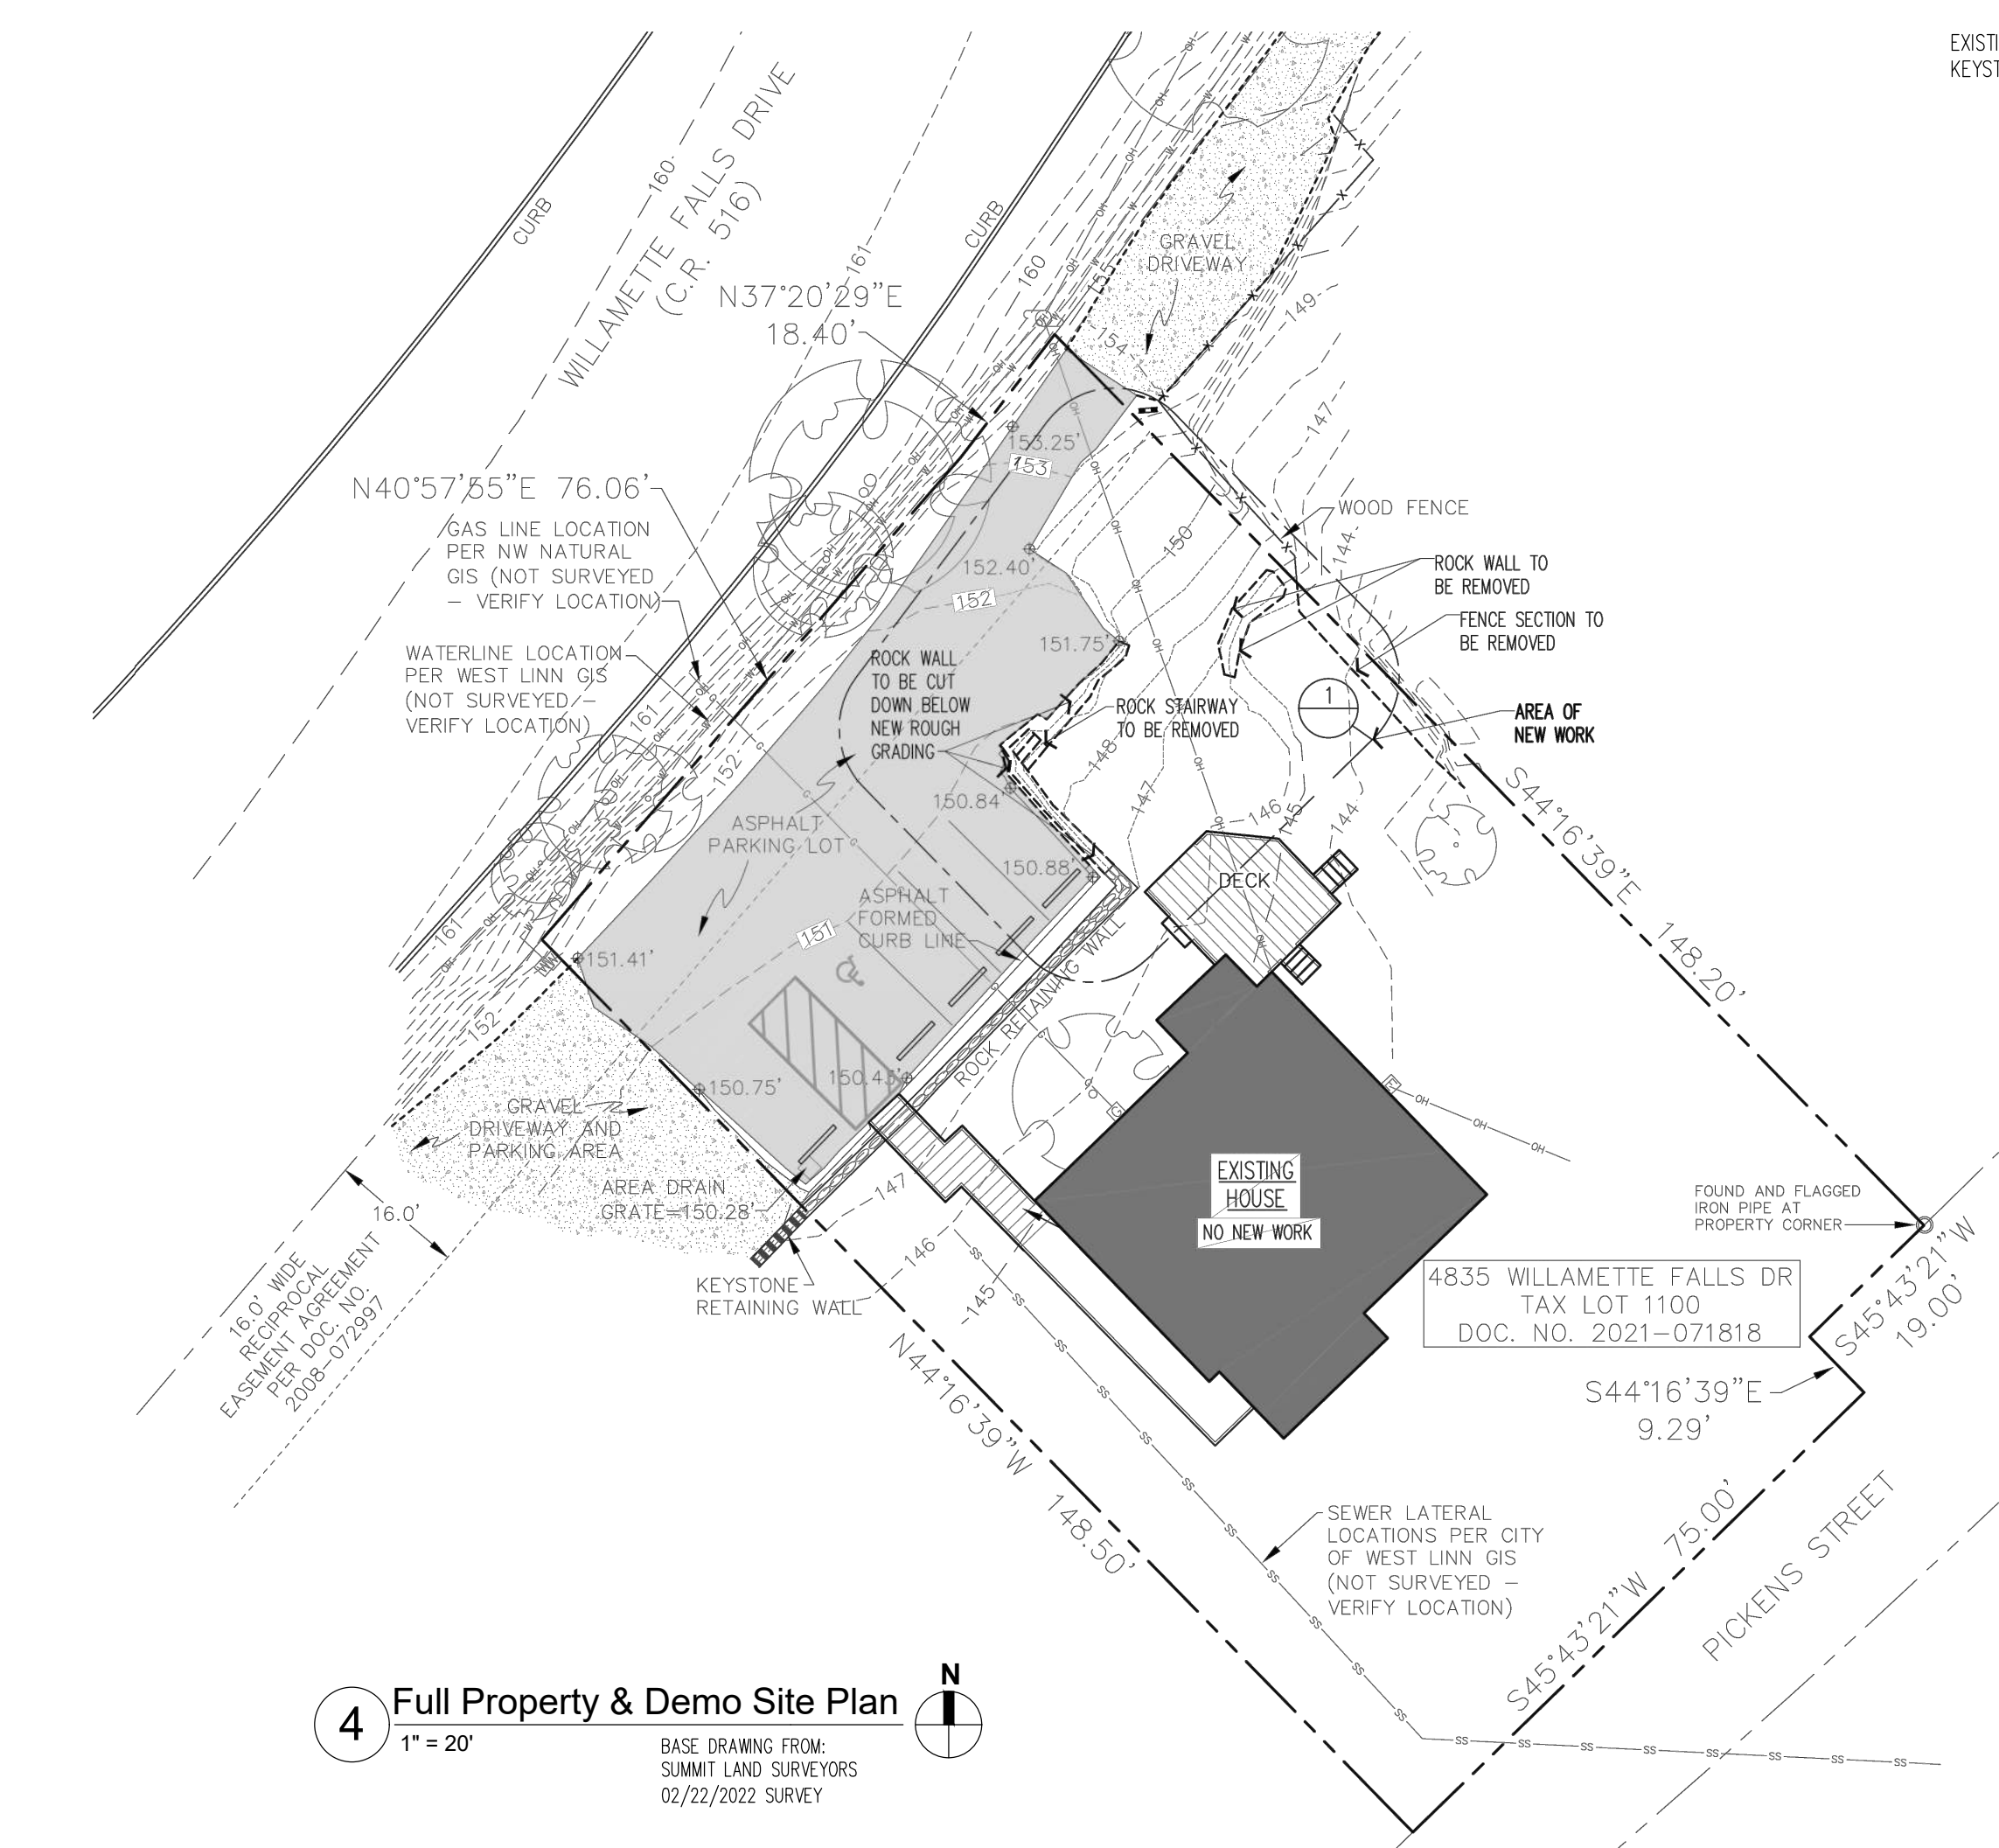 EXISTI
KEYST
CURB
160
WILLAMETTE FALLS DRIVE
(C.R. 516)
161
CURB
160
155
GRAVEL
DRIVEWAY
154
149
147
N37°20'29"E
18.40'
153.25'
153
N40°57'55"E 76.06'
GAS LINE LOCATION
PER NW NATURAL
GIS (NOT SURVEYED
– VERIFY LOCATION)
WATERLINE LOCATION
PER WEST LINN GIS
(NOT SURVEYED –
VERIFY LOCATION)
161
152
152.40'
152
151.75'
150
144
WOOD FENCE
ROCK WALL TO
BE REMOVED
FENCE SECTION TO
BE REMOVED
AREA OF
NEW WORK
1
ROCK WALL
TO BE CUT
DOWN BELOW
NEW ROUGH
GRADING
ROCK STAIRWAY
TO BE REMOVED
148
147
146
145
144
150.84'
150.88'
ASPHALT
PARKING LOT
ASPHALT
FORMED
CURB LINE
151
DECK
ROCK RETAINING WALL
161
152
151.41'
150.75'
150.43'
GRAVEL
DRIVEWAY AND
PARKING AREA
AREA DRAIN
GRATE=150.28'
16.0'
16.0' WIDE
RECIPROCAL
EASEMENT AGREEMENT
PER DOC. NO.
2008–072997
KEYSTONE
RETAINING WALL
147
146
145
EXISTING
HOUSE
NO NEW WORK
S44°16'39"E 148.20'
FOUND AND FLAGGED
IRON PIPE AT
PROPERTY CORNER
4835 WILLAMETTE FALLS DR
TAX LOT 1100
DOC. NO. 2021–071818
S45°43'21"W
19.00'
S44°16'39"E
9.29'
N44°16'39"W 148.50'
SEWER LATERAL
LOCATIONS PER CITY
OF WEST LINN GIS
(NOT SURVEYED –
VERIFY LOCATION)
S45°43'21"W 75.00'
PICKENS STREET
4
Full Property & Demo Site Plan
1" = 20'
N
BASE DRAWING FROM:
SUMMIT LAND SURVEYORS
02/22/2022 SURVEY